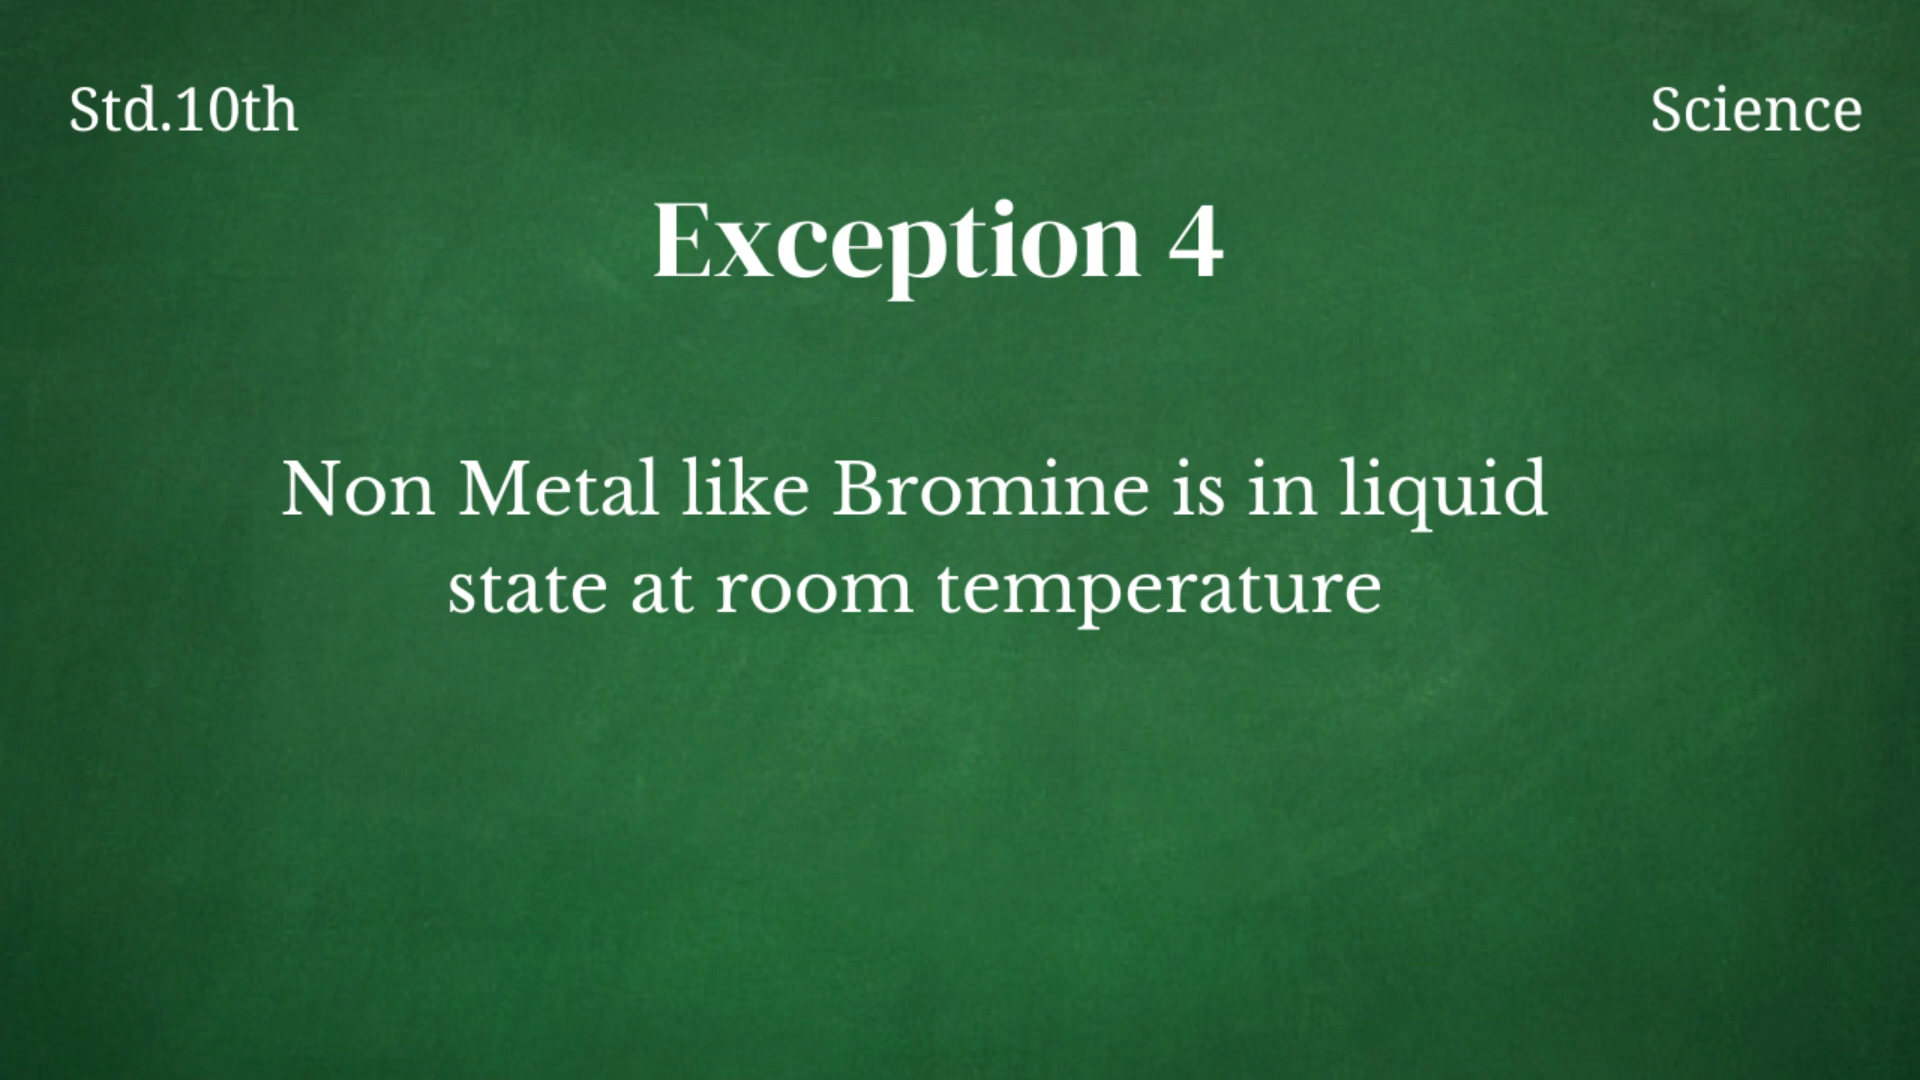 Std.10th
Science
Exception 4
Non Metal like Bromine is in liquid
state at room temperature